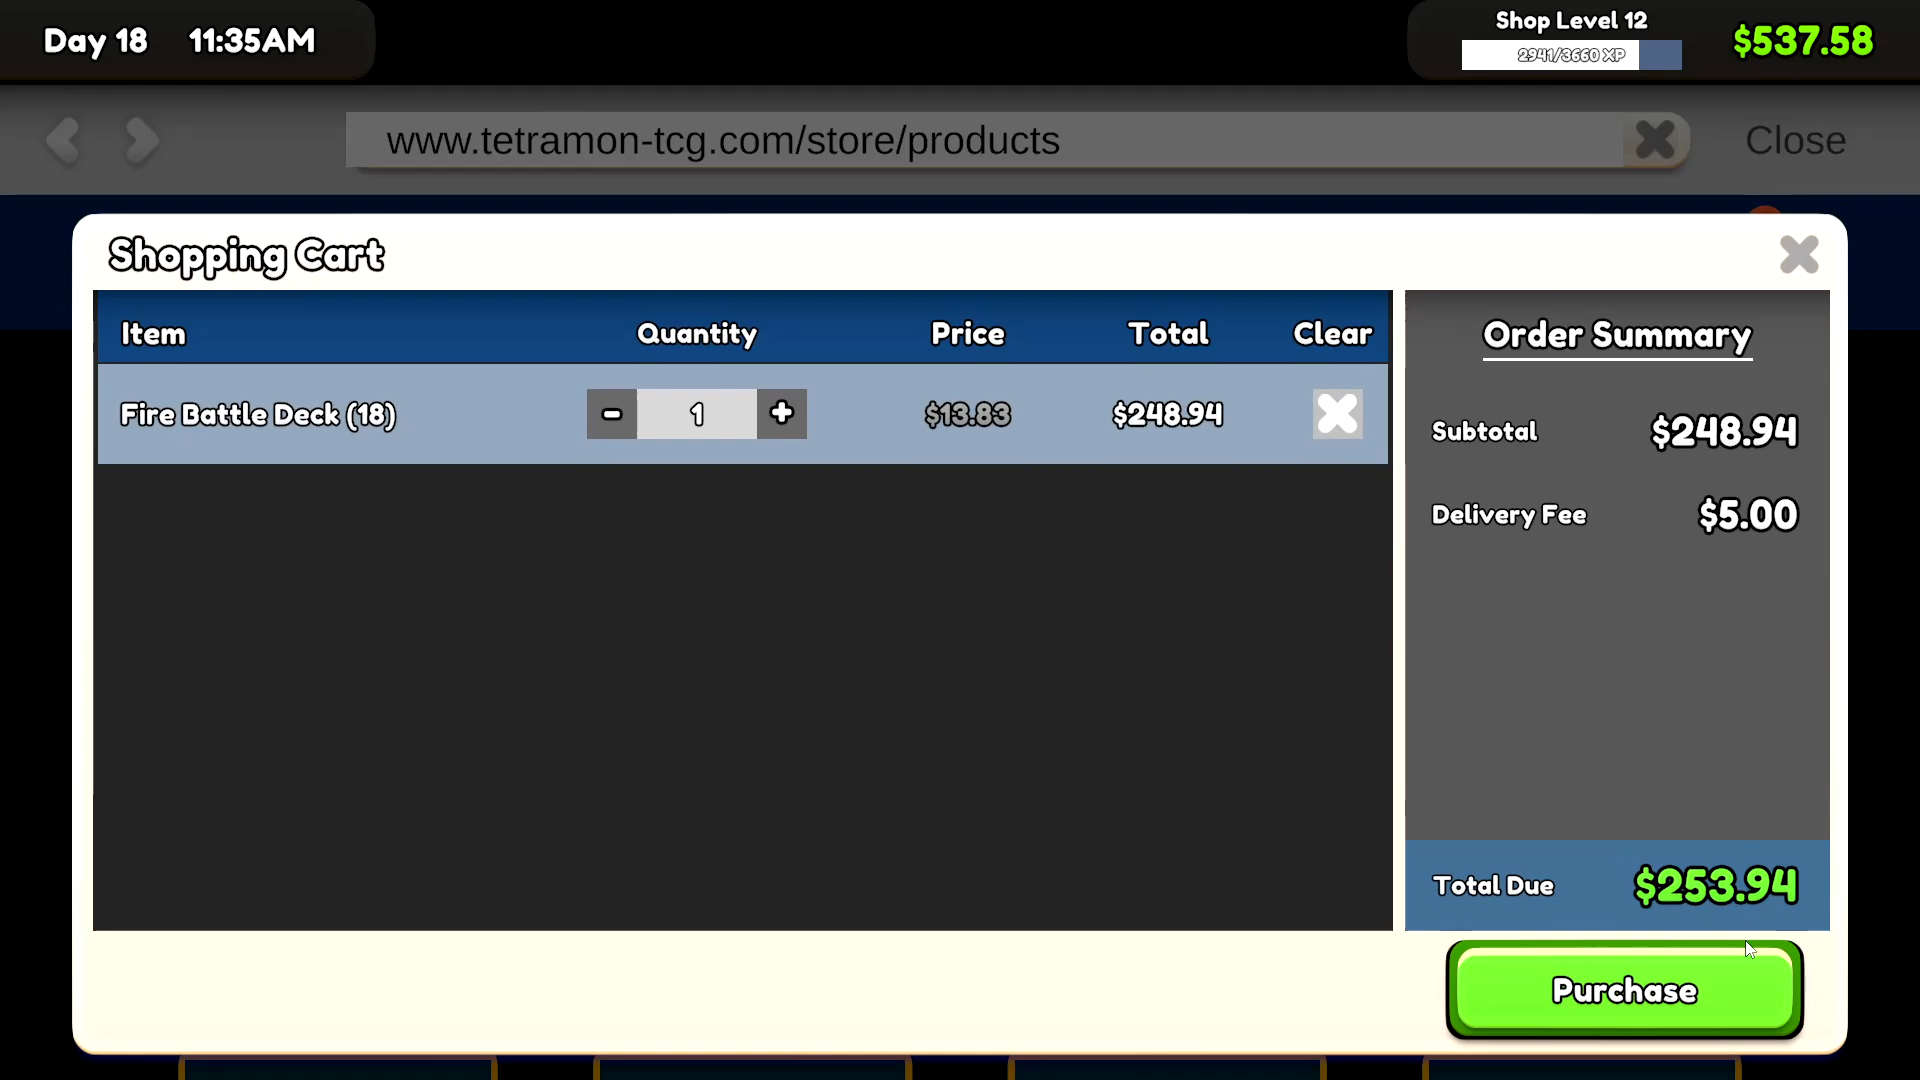 Day 18 11:35AM
Shop Level 12
2941/3660 XP
$537.58
www.tetramon-tcg.com/store/products
Close
Shopping Cart
Item Quantity Price Total Clear
Fire Battle Deck (18) - 1 + $13.83 $248.94
Order Summary
Subtotal $248.94
Delivery Fee $5.00
Total Due $253.94
Purchase